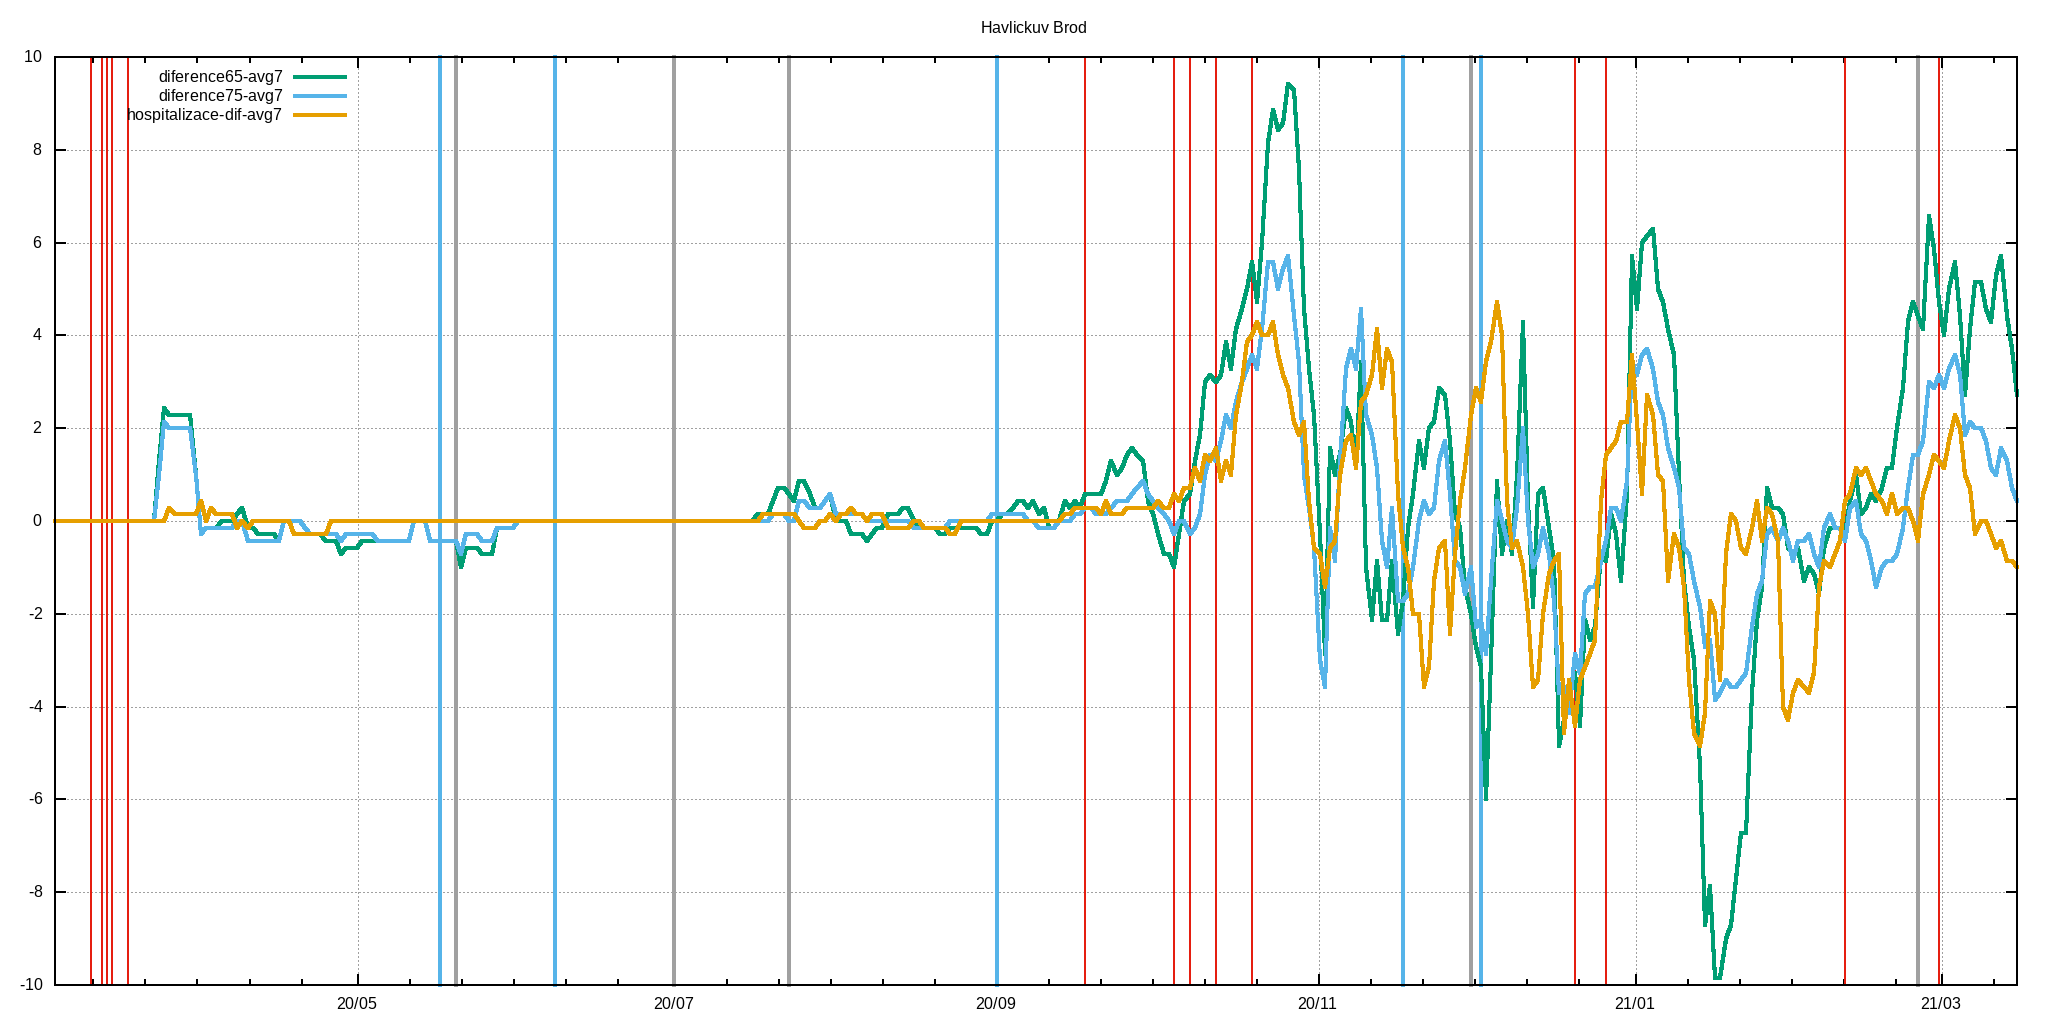 Havlickuv Brod
diference65-avg7
diference75-avg7
hospitalizace-dif-avg7
10
8
6
4
2
0
-2
-4
-6
-8
-10
20/05 20/07 20/09 20/11 21/01 21/03